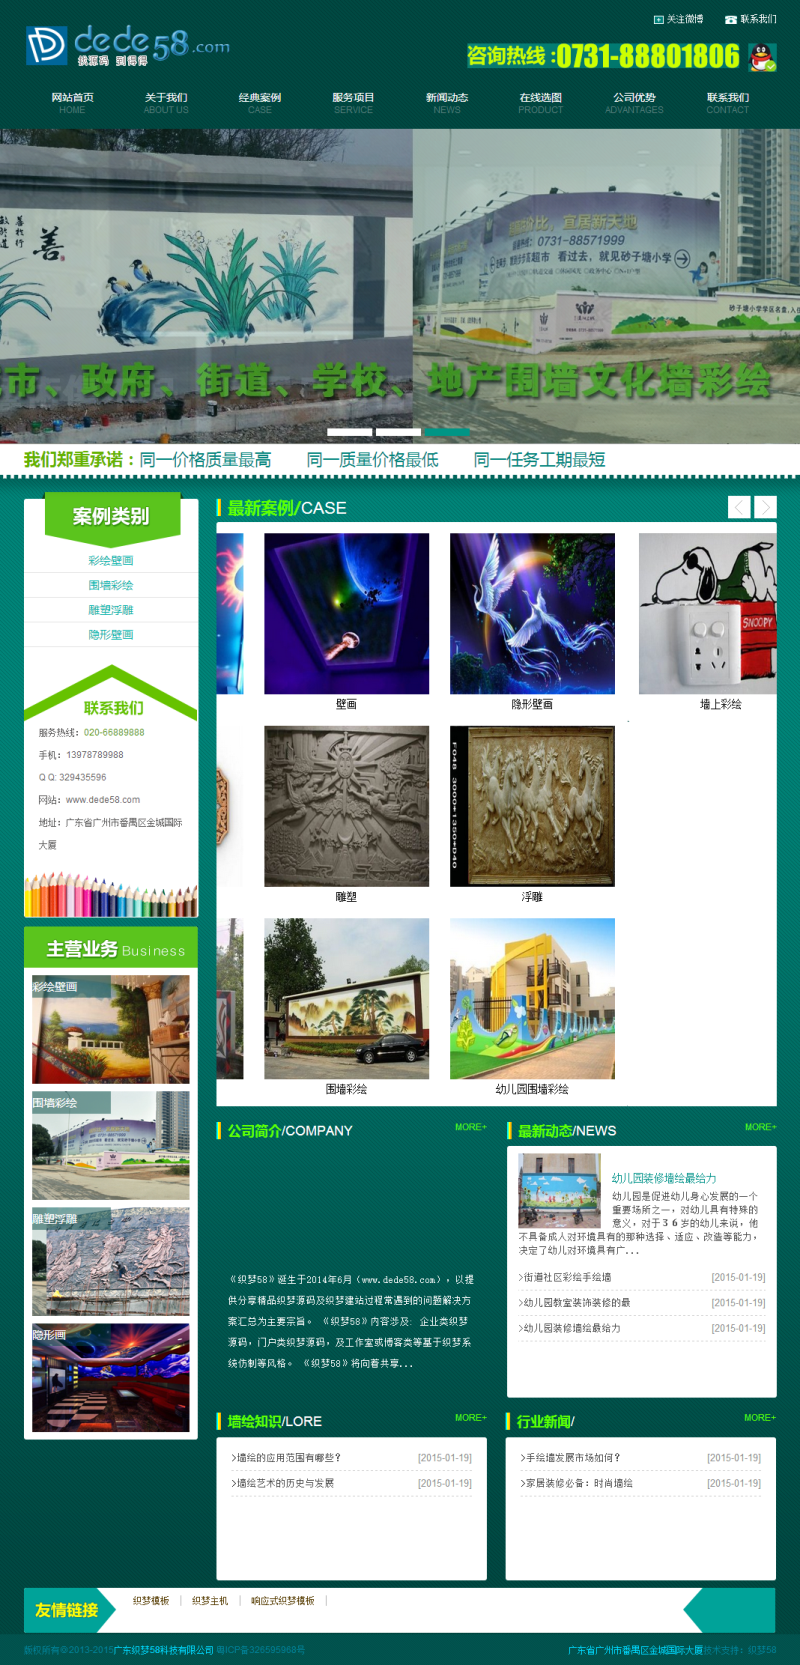 关注微博 联系我们
dede58.com
找源码 到得得
咨询热线：0731-88801806
网站首页 关于我们 经典案例 服务项目 新闻动态 在线选图 公司优势 联系我们
HOME ABOUT US CASE SERVICE NEWS PRODUCT ADVANTAGES CONTACT
善
宜居新天地
0731-88571999
看过去，就见砂子塘小学
市、政府、街道、学校、地产围墙文化墙彩绘
我们郑重承诺：同一价格质量最高 同一质量价格最低 同一任务工期最短
案例类别
彩绘壁画
围墙彩绘
雕塑浮雕
隐形壁画
联系我们
服务热线：020-66889888
手机：13978789988
Q Q: 329435596
网站：www.dede58.com
地址：广东省广州市番禺区金城国际
大厦
主营业务 Business
彩绘壁画
围墙彩绘
雕塑浮雕
隐形画
最新案例/CASE
SNOOPY
壁画 隐形壁画 墙上彩绘
F048 3000*1350*D40
雕塑 浮雕
围墙彩绘 幼儿园围墙彩绘
公司简介/COMPANY MORE+
《织梦58》诞生于2014年6月（www.dede58.com），以提
供分享精品织梦源码及织梦建站过程常遇到的问题解决方
案汇总为主要宗旨。 《织梦58》内容涉及: 企业类织梦
源码，门户类织梦源码，及工作室或博客类等基于织梦系
统仿制等风格。 《织梦58》将向着共享...
最新动态/NEWS MORE+
幼儿园装修墙绘最给力
幼儿园是促进幼儿身心发展的一个
重要场所之一，对幼儿具有特殊的
意义，对于３６岁的幼儿来说，他
不具备成人对环境具有的那种选择、适应、改造等能力，
决定了幼儿对环境具有广...
>街道社区彩绘手绘墙 [2015-01-19]
>幼儿园教室装饰装修的最 [2015-01-19]
>幼儿园装修墙绘最给力 [2015-01-19]
墙绘知识/LORE MORE+
>墙绘的应用范围有哪些? [2015-01-19]
>墙绘艺术的历史与发展 [2015-01-19]
行业新闻/ MORE+
>手绘墙发展市场如何? [2015-01-19]
>家居装修必备：时尚墙绘 [2015-01-19]
友情链接 织梦模板 | 织梦主机 | 响应式织梦模板 |
版权所有©2013-2015广东织梦58科技有限公司 粤ICP备328595968号 广东省广州市番禺区金城国际大厦技术支持：织梦58